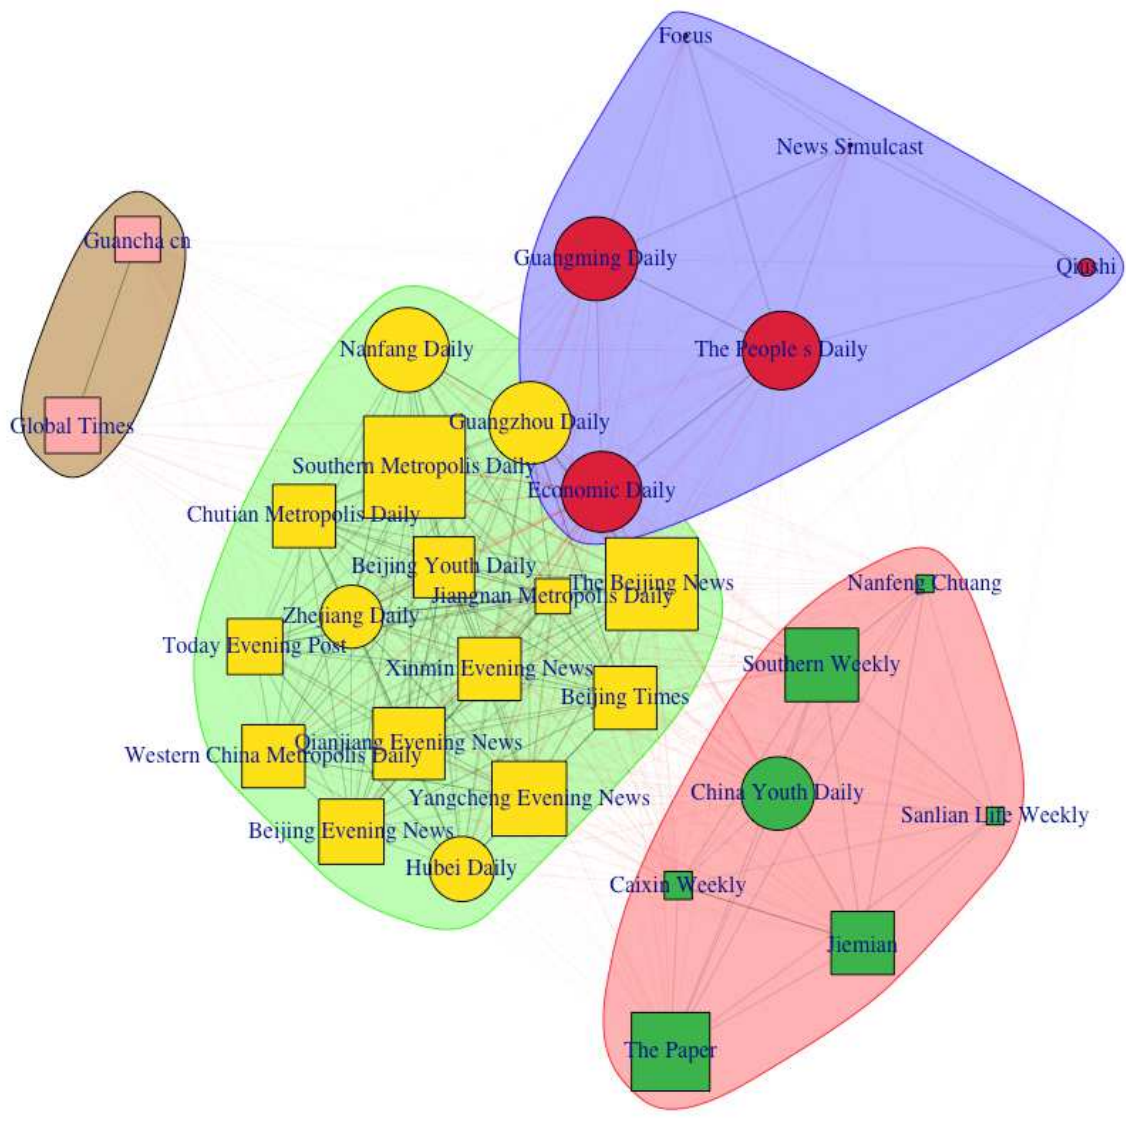 Focus
News Simulcast
Guancha cn
Guangming Daily
Qiushi
Nanfang Daily
The People s Daily
Global Times
Guangzhou Daily
Southern Metropolis Daily
Economic Daily
Chutian Metropolis Daily
Beijing Youth Daily
The Beijing News
Nanfeng Chuang
Jiangnan Metropolis Daily
Zhejiang Daily
Today Evening Post
Xinmin Evening News
Southern Weekly
Beijing Times
Qianjiang Evening News
Western China Metropolis Daily
China Youth Daily
Yangcheng Evening News
Sanlian Life Weekly
Beijing Evening News
Hubei Daily
Caixin Weekly
Jiemian
The Paper